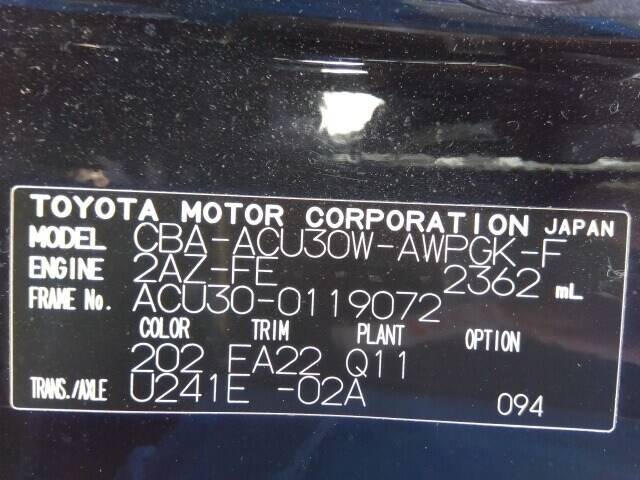 TOYOTA MOTOR CORPORATION JAPAN
MODEL CBA-ACU30W-AWPGK-F
ENGINE 2AZ-FE 2362 mL
FRAME No. ACU30-0119072
COLOR TRIM PLANT OPTION
202 FA22 Q11
TRANS./AXLE U241E -02A 094